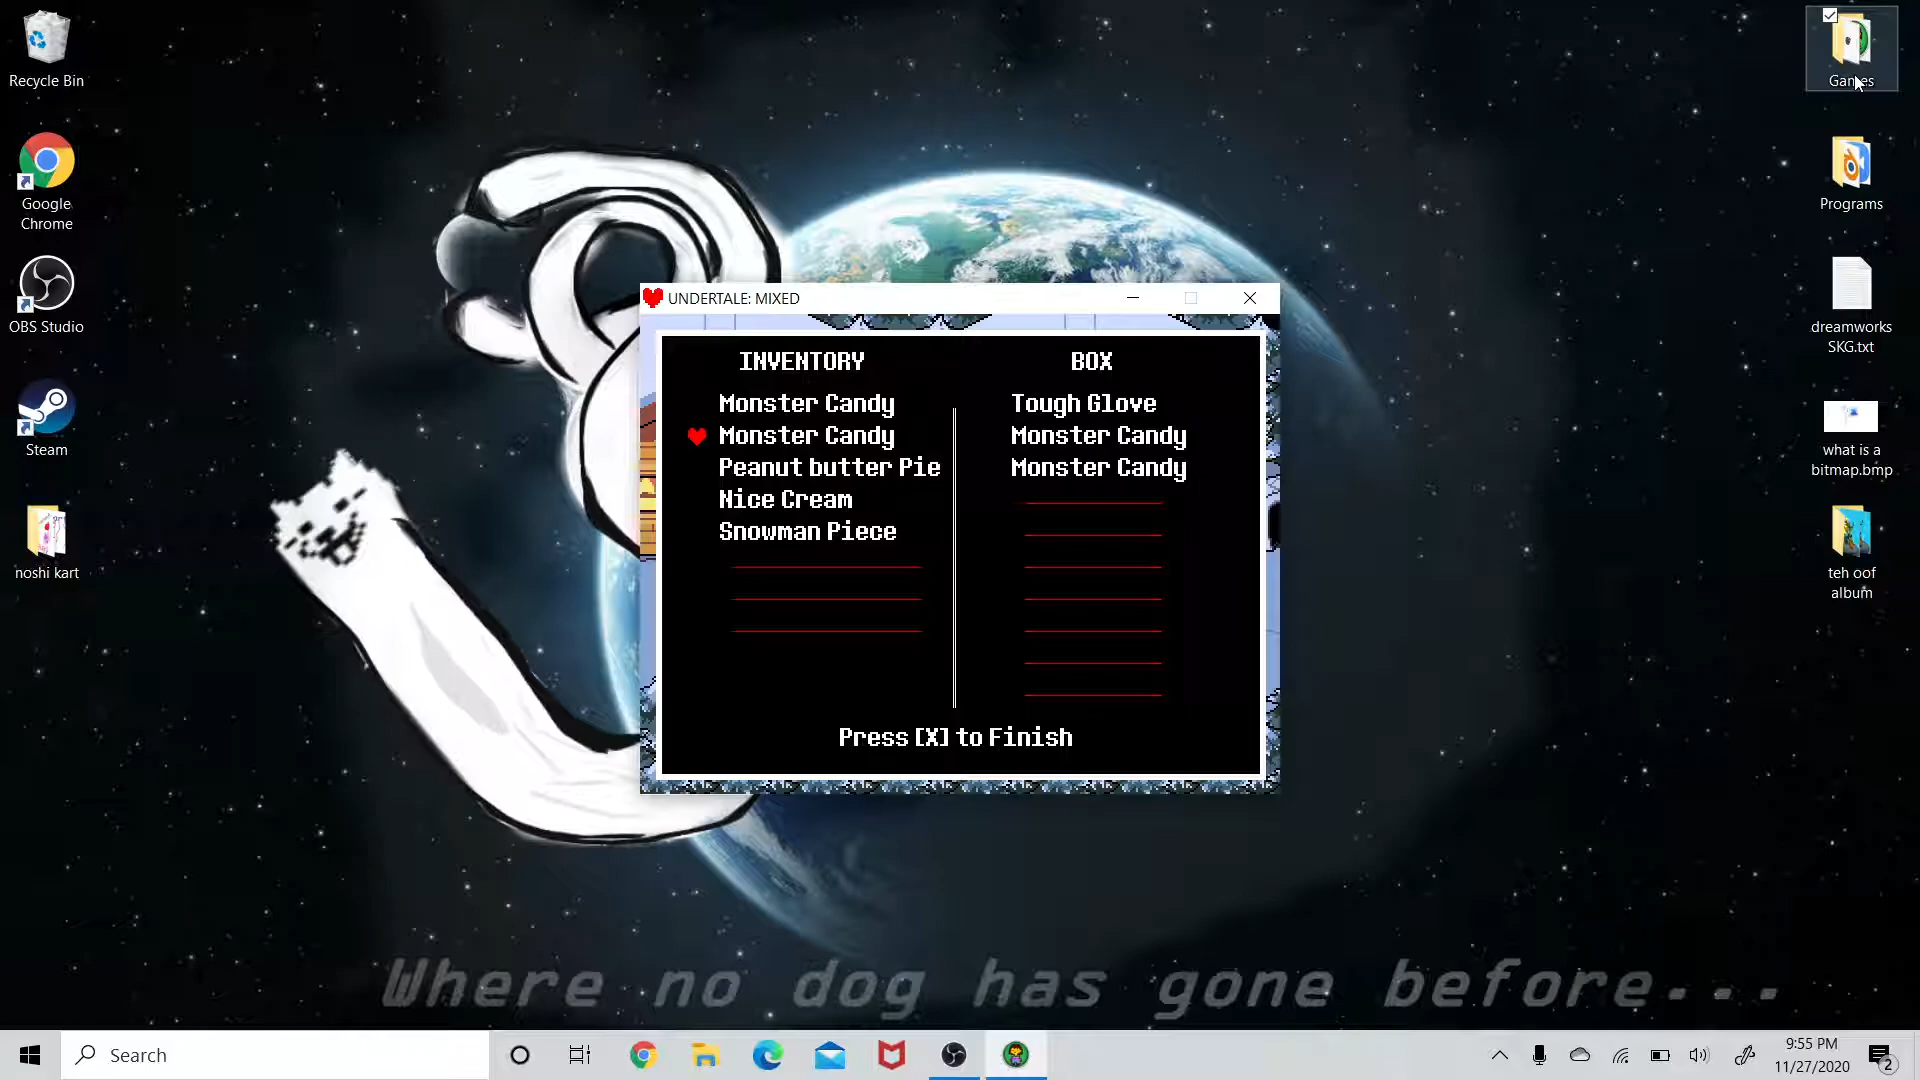 Recycle Bin
Google
Chrome
OBS Studio
Steam
noshi kart
UNDERTALE: MIXED
INVENTORY
Monster Candy
Monster Candy
Peanut butter Pie
Nice Cream
Snowman Piece
BOX
Tough Glove
Monster Candy
Monster Candy
Press [X] to Finish
Games
Programs
dreamworks
SKG.txt
what is a
bitmap.bmp
teh oof
album
Where no dog has gone before...
Search
9:55 PM
11/27/2020
2